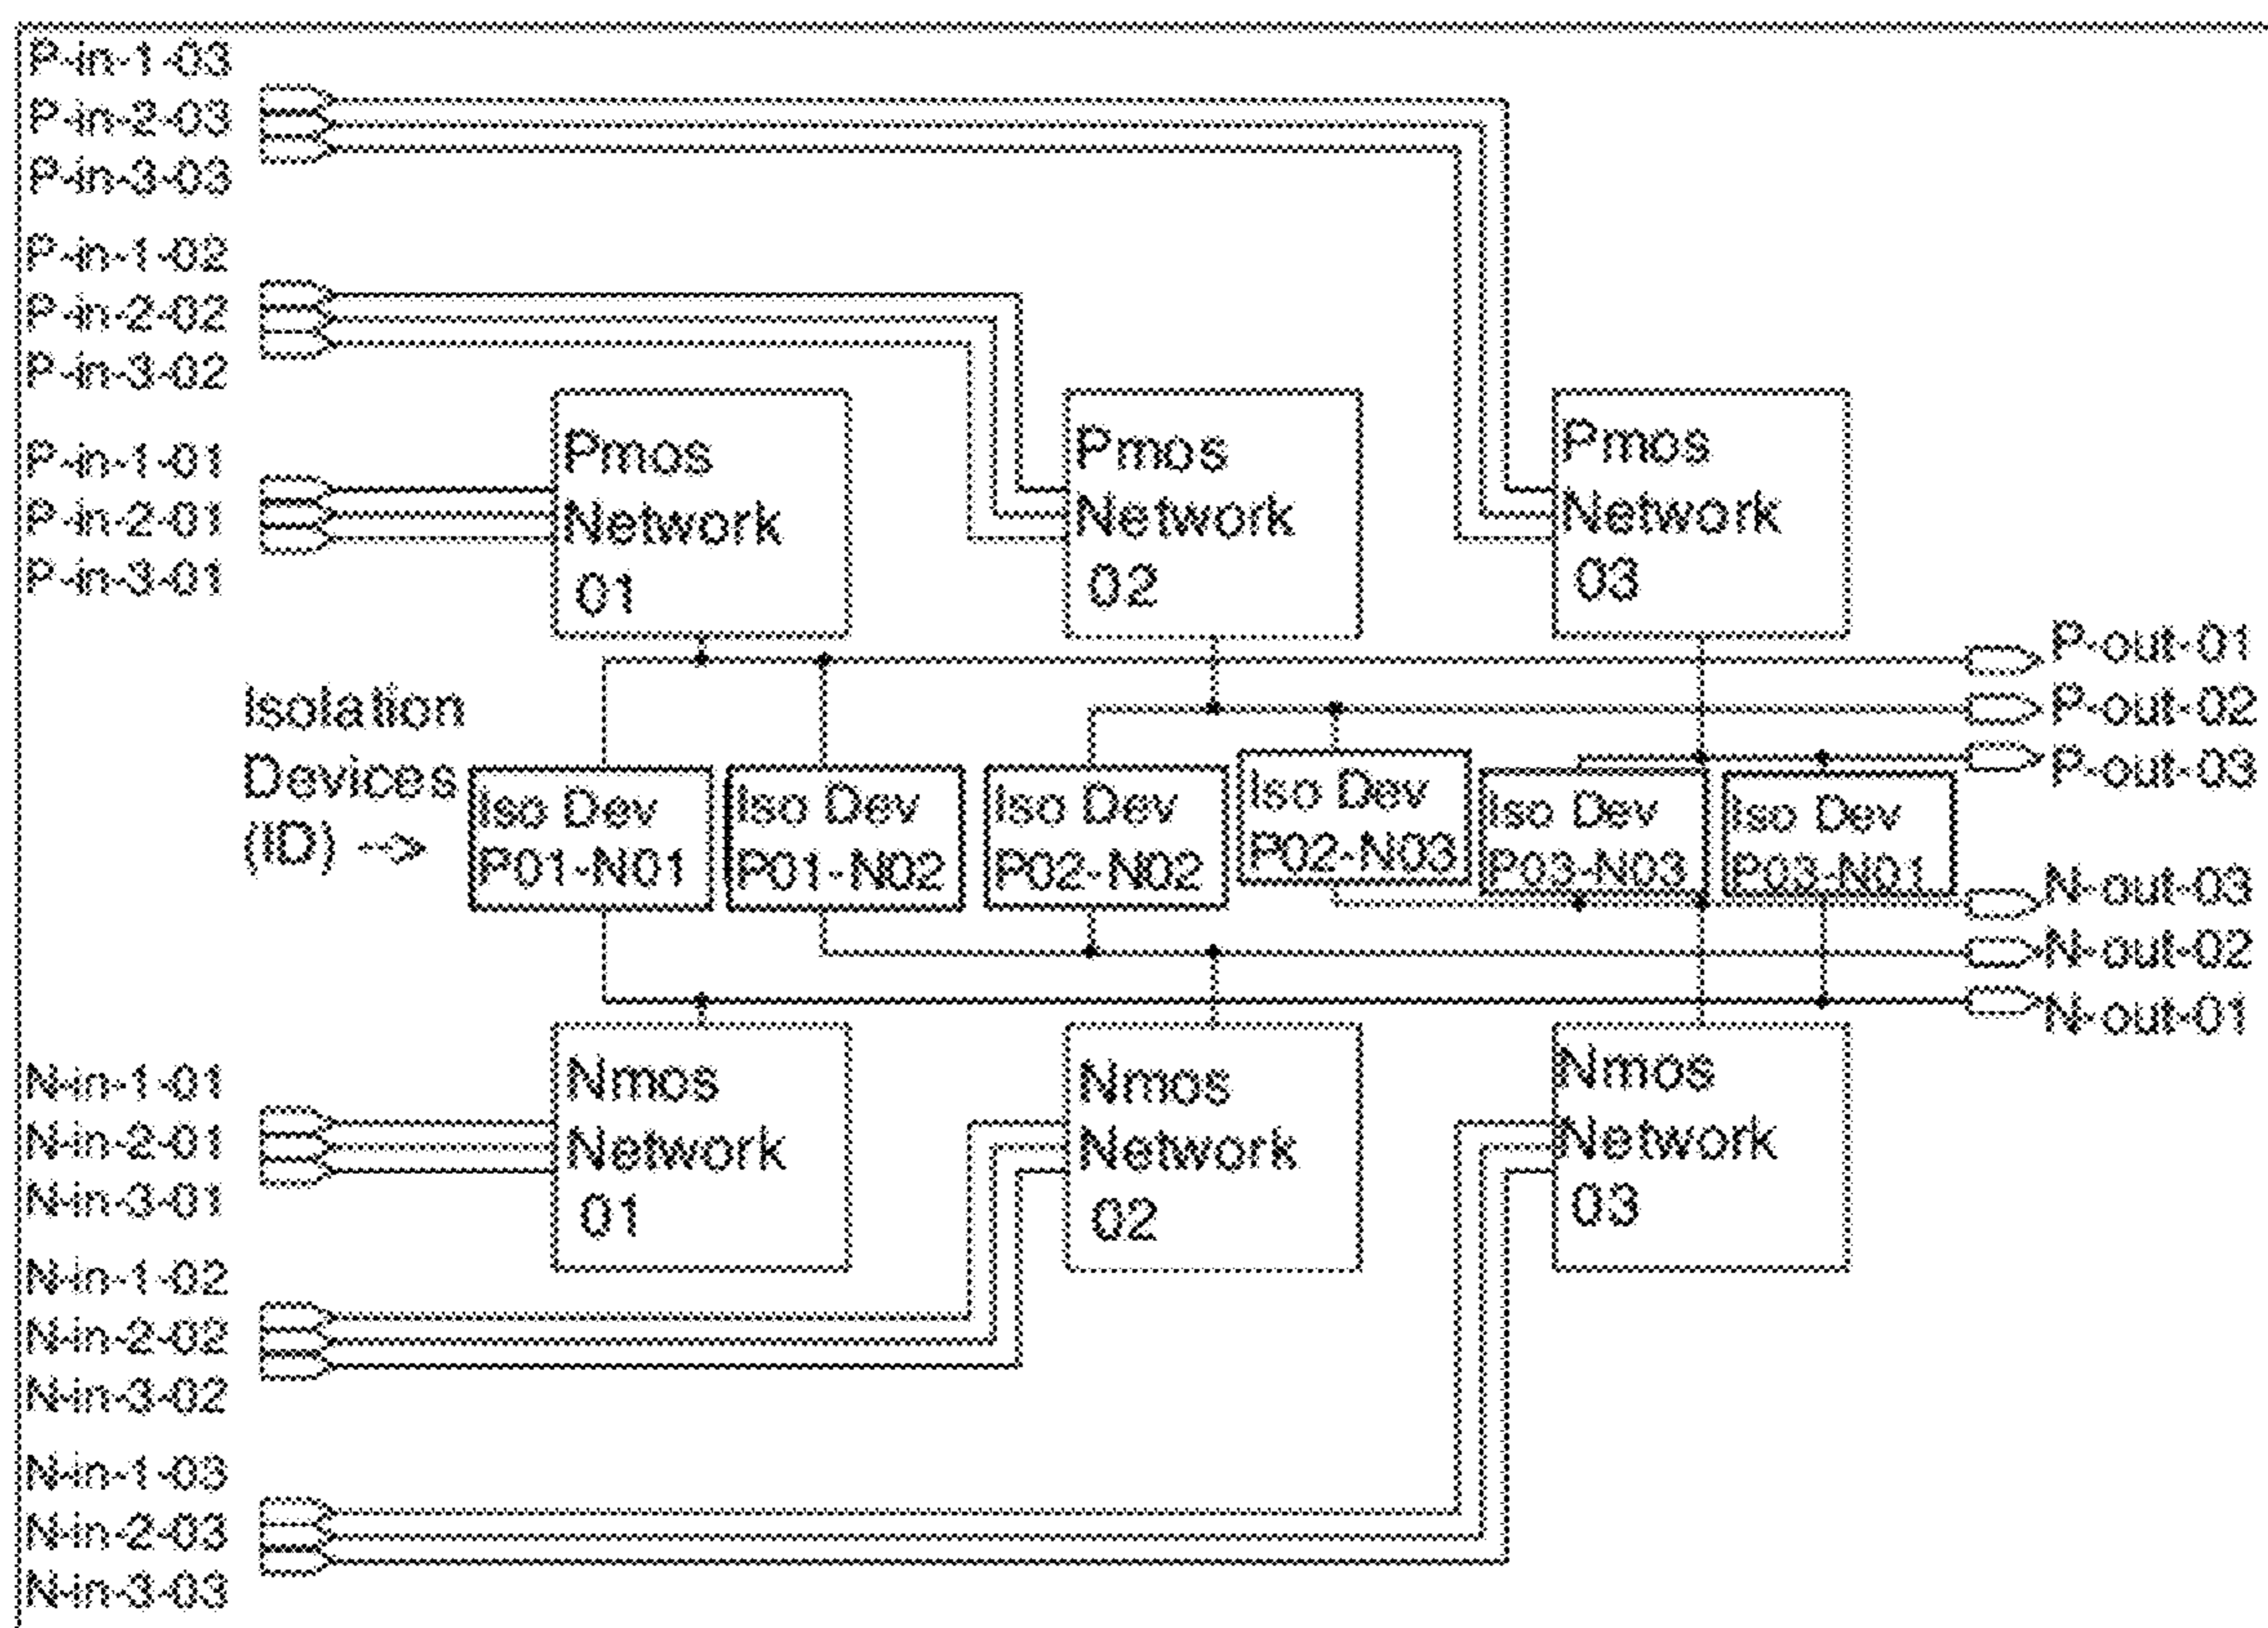 P-in-1-03
P-in-2-03
P-in-3-03
P-in-1-02
P-in-2-02
P-in-3-02
P-in-1-01
P-in-2-01
P-in-3-01
Pmos
Network
01
Pmos
Network
02
Pmos
Network
03
P-out-01
P-out-02
P-out-03
Isolation
Devices
(ID)
Iso Dev
P01-N01
Iso Dev
P01-N02
Iso Dev
P02-N02
Iso Dev
P02-N03
Iso Dev
P03-N03
Iso Dev
P03-N01
N-out-03
N-out-02
N-out-01
Nmos
Network
01
Nmos
Network
02
Nmos
Network
03
N-in-1-01
N-in-2-01
N-in-3-01
N-in-1-02
N-in-2-02
N-in-3-02
N-in-1-03
N-in-2-03
N-in-3-03